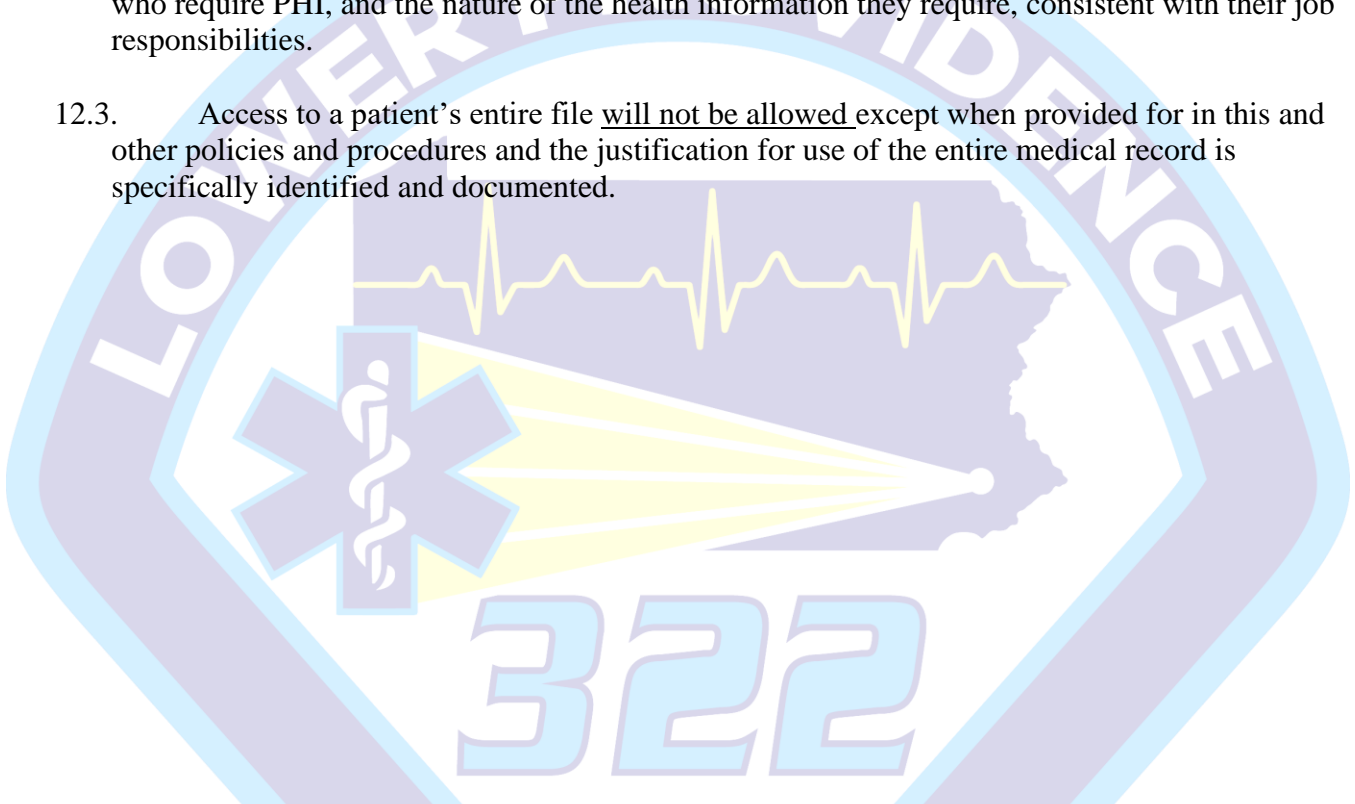 who require PHI, and the nature of the health information they require, consistent with their job
responsibilities.
12.3. Access to a patient’s entire file will not be allowed except when provided for in this and
other policies and procedures and the justification for use of the entire medical record is
specifically identified and documented.
LOWER PROVIDENCE
322